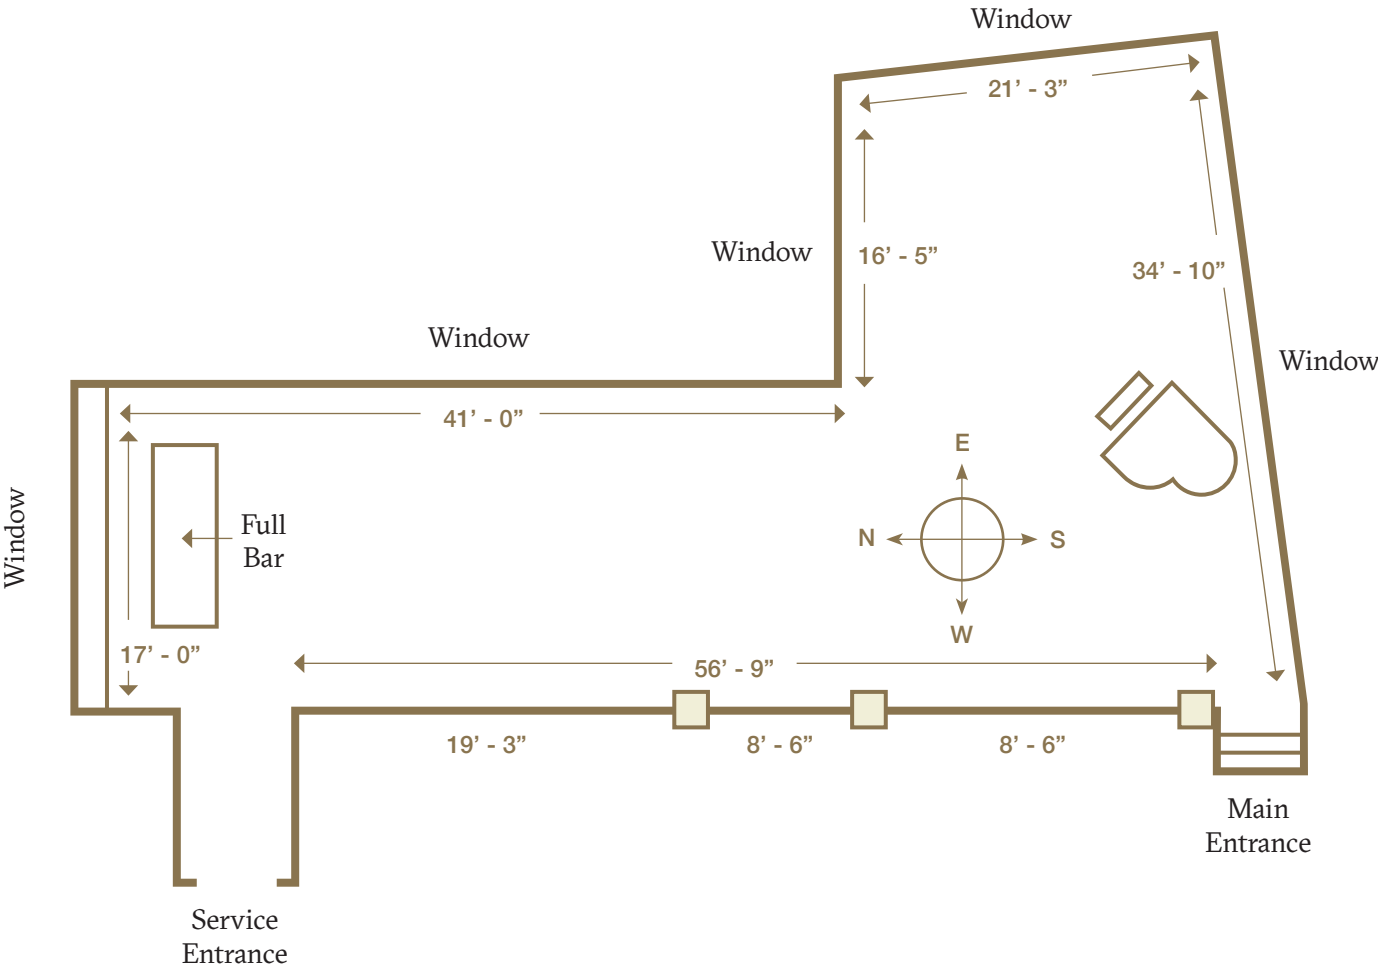 Window
21’ - 3”
Window
16’ - 5”
34’ - 10”
Window
Window
41’ - 0”
Window
Full
Bar
E
N
S
W
17’ - 0”
56’ - 9”
19’ - 3”
8’ - 6”
8’ - 6”
Main
Entrance
Service
Entrance